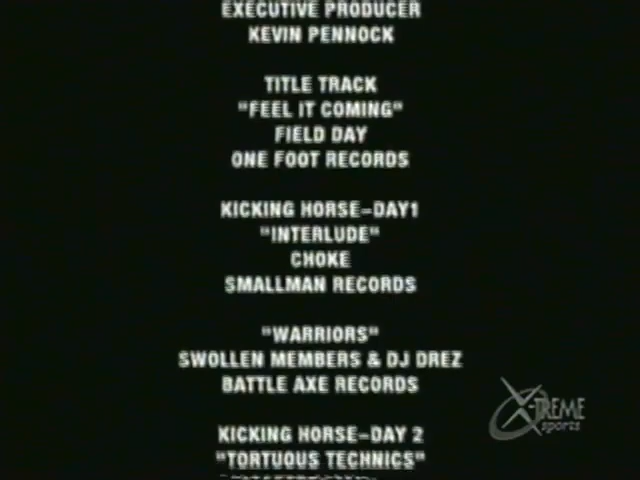 EXECUTIVE PRODUCER
KEVIN PENNOCK
TITLE TRACK
"FEEL IT COMING"
FIELD DAY
ONE FOOT RECORDS
KICKING HORSE-DAY1
"INTERLUDE"
CHOKE
SMALLMAN RECORDS
"WARRIORS"
SWOLLEN MEMBERS & DJ DREZ
BATTLE AXE RECORDS
KICKING HORSE-DAY 2
"TORTUOUS TECHNICS"
X-TREME
sports